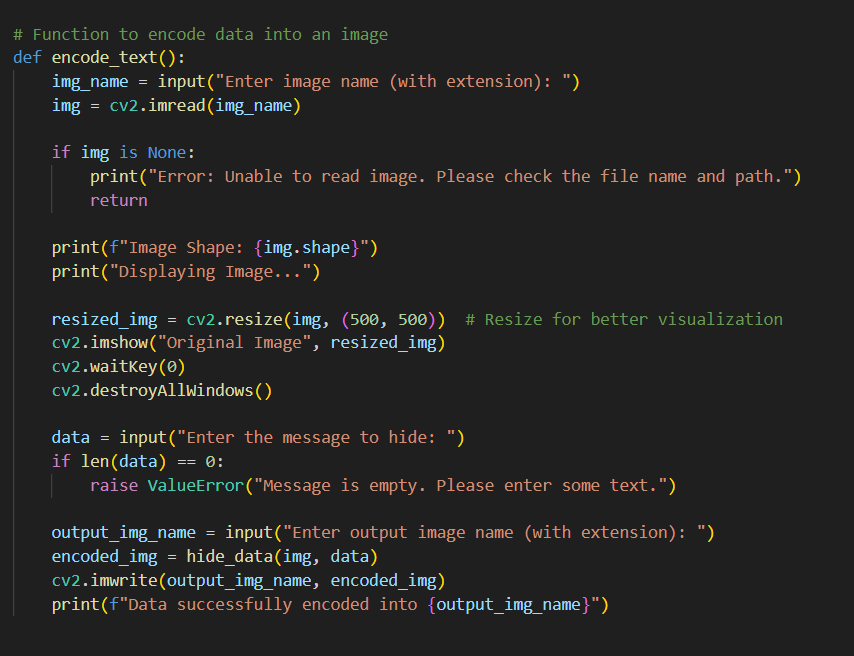 # Function to encode data into an image
def encode_text():
    img_name = input("Enter image name (with extension): ")
    img = cv2.imread(img_name)

    if img is None:
        print("Error: Unable to read image. Please check the file name and path.")
        return

    print(f"Image Shape: {img.shape}")
    print("Displaying Image...")

    resized_img = cv2.resize(img, (500, 500))  # Resize for better visualization
    cv2.imshow("Original Image", resized_img)
    cv2.waitKey(0)
    cv2.destroyAllWindows()

    data = input("Enter the message to hide: ")
    if len(data) == 0:
        raise ValueError("Message is empty. Please enter some text.")

    output_img_name = input("Enter output image name (with extension): ")
    encoded_img = hide_data(img, data)
    cv2.imwrite(output_img_name, encoded_img)
    print(f"Data successfully encoded into {output_img_name}")